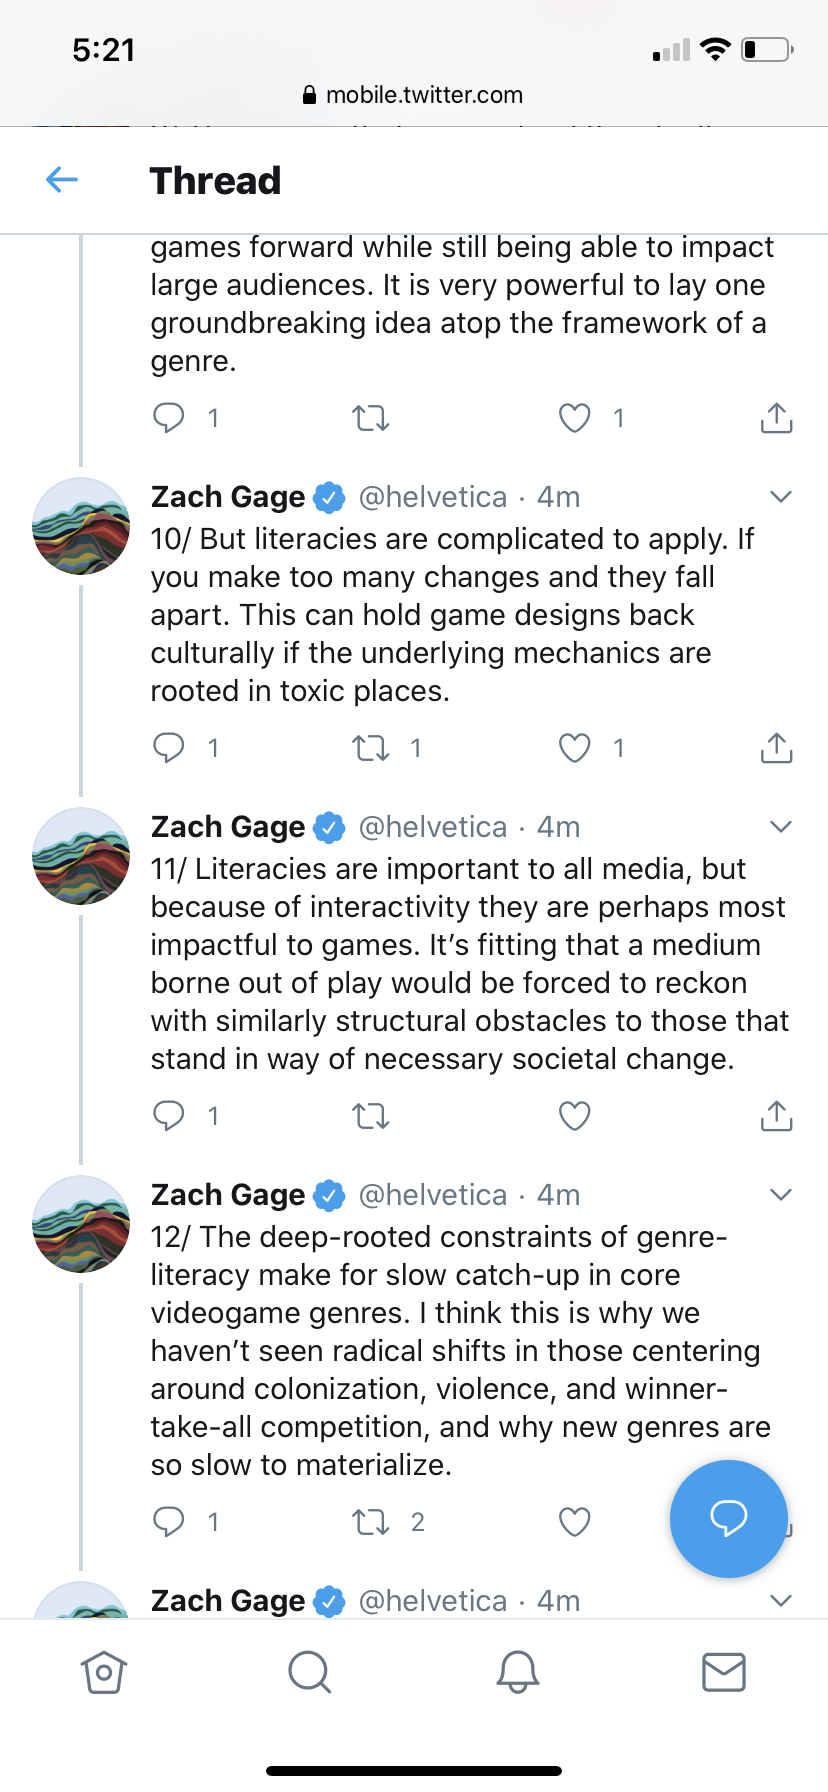 5:21
mobile.twitter.com
Thread
games forward while still being able to impact
large audiences. It is very powerful to lay one
groundbreaking idea atop the framework of a
genre.
1 1
Zach Gage @helvetica · 4m
10/ But literacies are complicated to apply. If
you make too many changes and they fall
apart. This can hold game designs back
culturally if the underlying mechanics are
rooted in toxic places.
1 1 1
Zach Gage @helvetica · 4m
11/ Literacies are important to all media, but
because of interactivity they are perhaps most
impactful to games. It’s fitting that a medium
borne out of play would be forced to reckon
with similarly structural obstacles to those that
stand in way of necessary societal change.
1
Zach Gage @helvetica · 4m
12/ The deep-rooted constraints of genre-
literacy make for slow catch-up in core
videogame genres. I think this is why we
haven’t seen radical shifts in those centering
around colonization, violence, and winner-
take-all competition, and why new genres are
so slow to materialize.
1 2
Zach Gage @helvetica · 4m